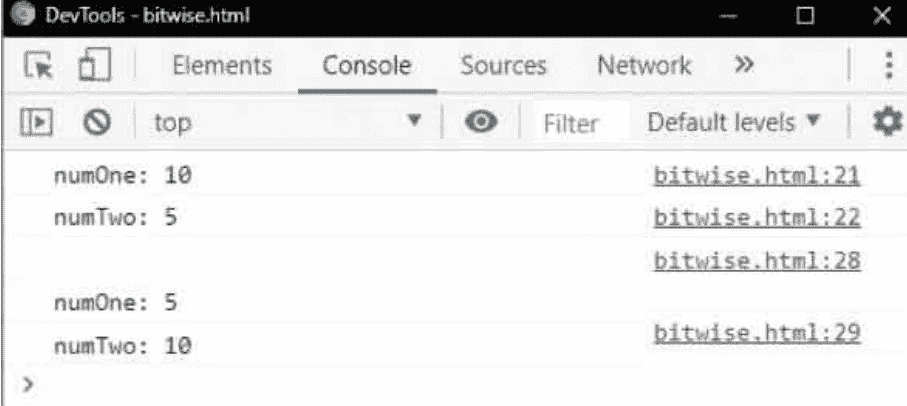 DevTools - bitwise.html
Elements Console Sources Network »
top Filter Default levels
numOne: 10 bitwise.html:21
numTwo: 5 bitwise.html:22
bitwise.html:28
numOne: 5
bitwise.html:29
numTwo: 10
>